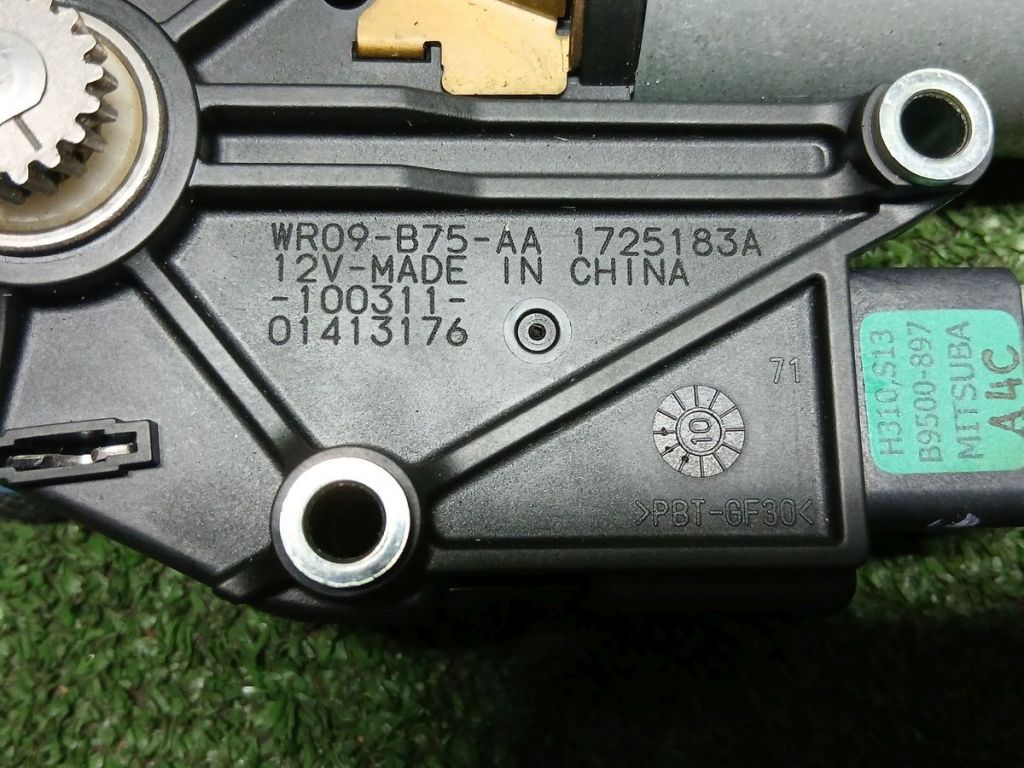 WR09-B75-AA 1725183A
12V-MADE IN CHINA
-100311-
01413176
71
10
>PBT-GF30<
H310,S13
B9500-897
MITSUBA
A4C